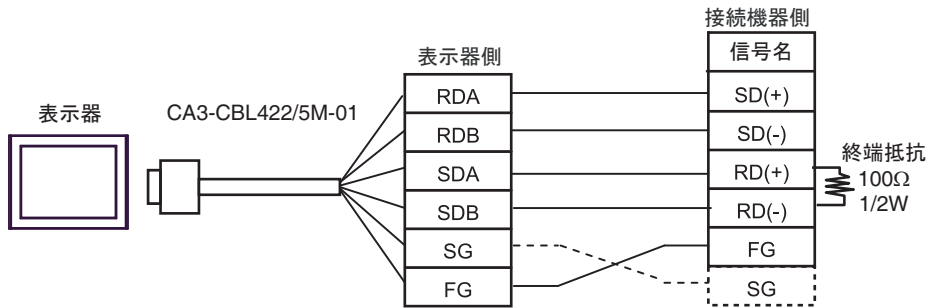 接続機器側
表示器側
信号名
表示器
CA3-CBL422/5M-01
RDA
SD(+)
RDB
SD(-)
SDA
RD(+)
終端抵抗
100Ω
1/2W
SDB
RD(-)
SG
FG
FG
SG